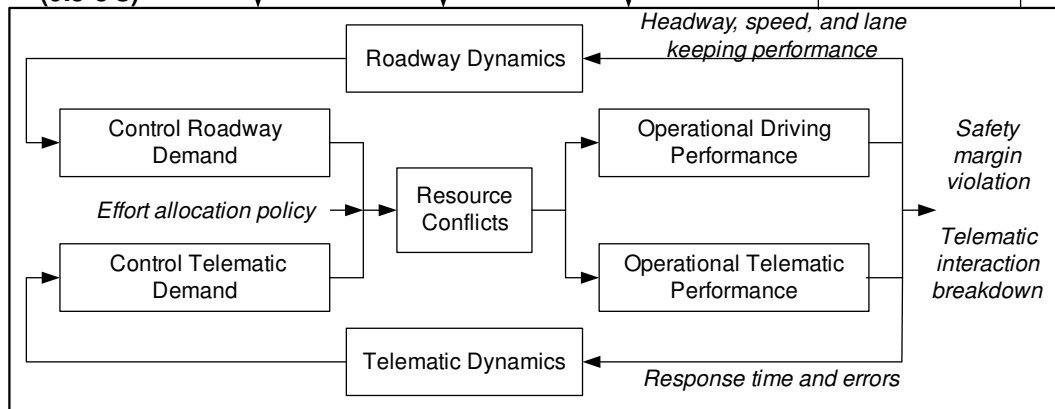 Headway, speed, and lane
keeping performance
Roadway Dynamics
Control Roadway
Demand
Operational Driving
Performance
Safety
margin
violation
Effort allocation policy
Resource
Conflicts
Control Telematic
Demand
Operational Telematic
Performance
Telematic
interaction
breakdown
Telematic Dynamics
Response time and errors